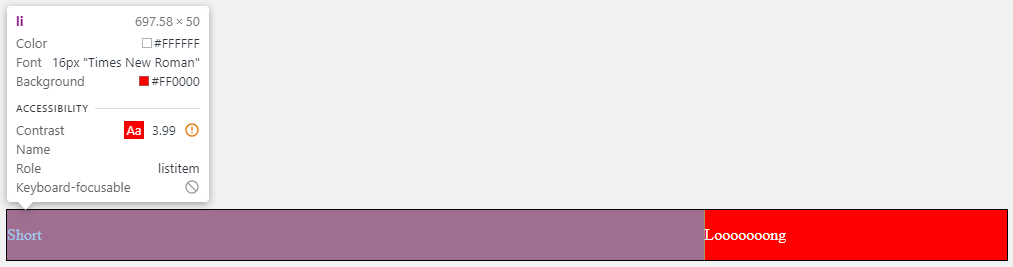 li 697.58 × 50
Color #FFFFFF
Font 16px "Times New Roman"
Background #FF0000
ACCESSIBILITY
Contrast Aa 3.99
Name
Role listitem
Keyboard-focusable
Short Looooooong